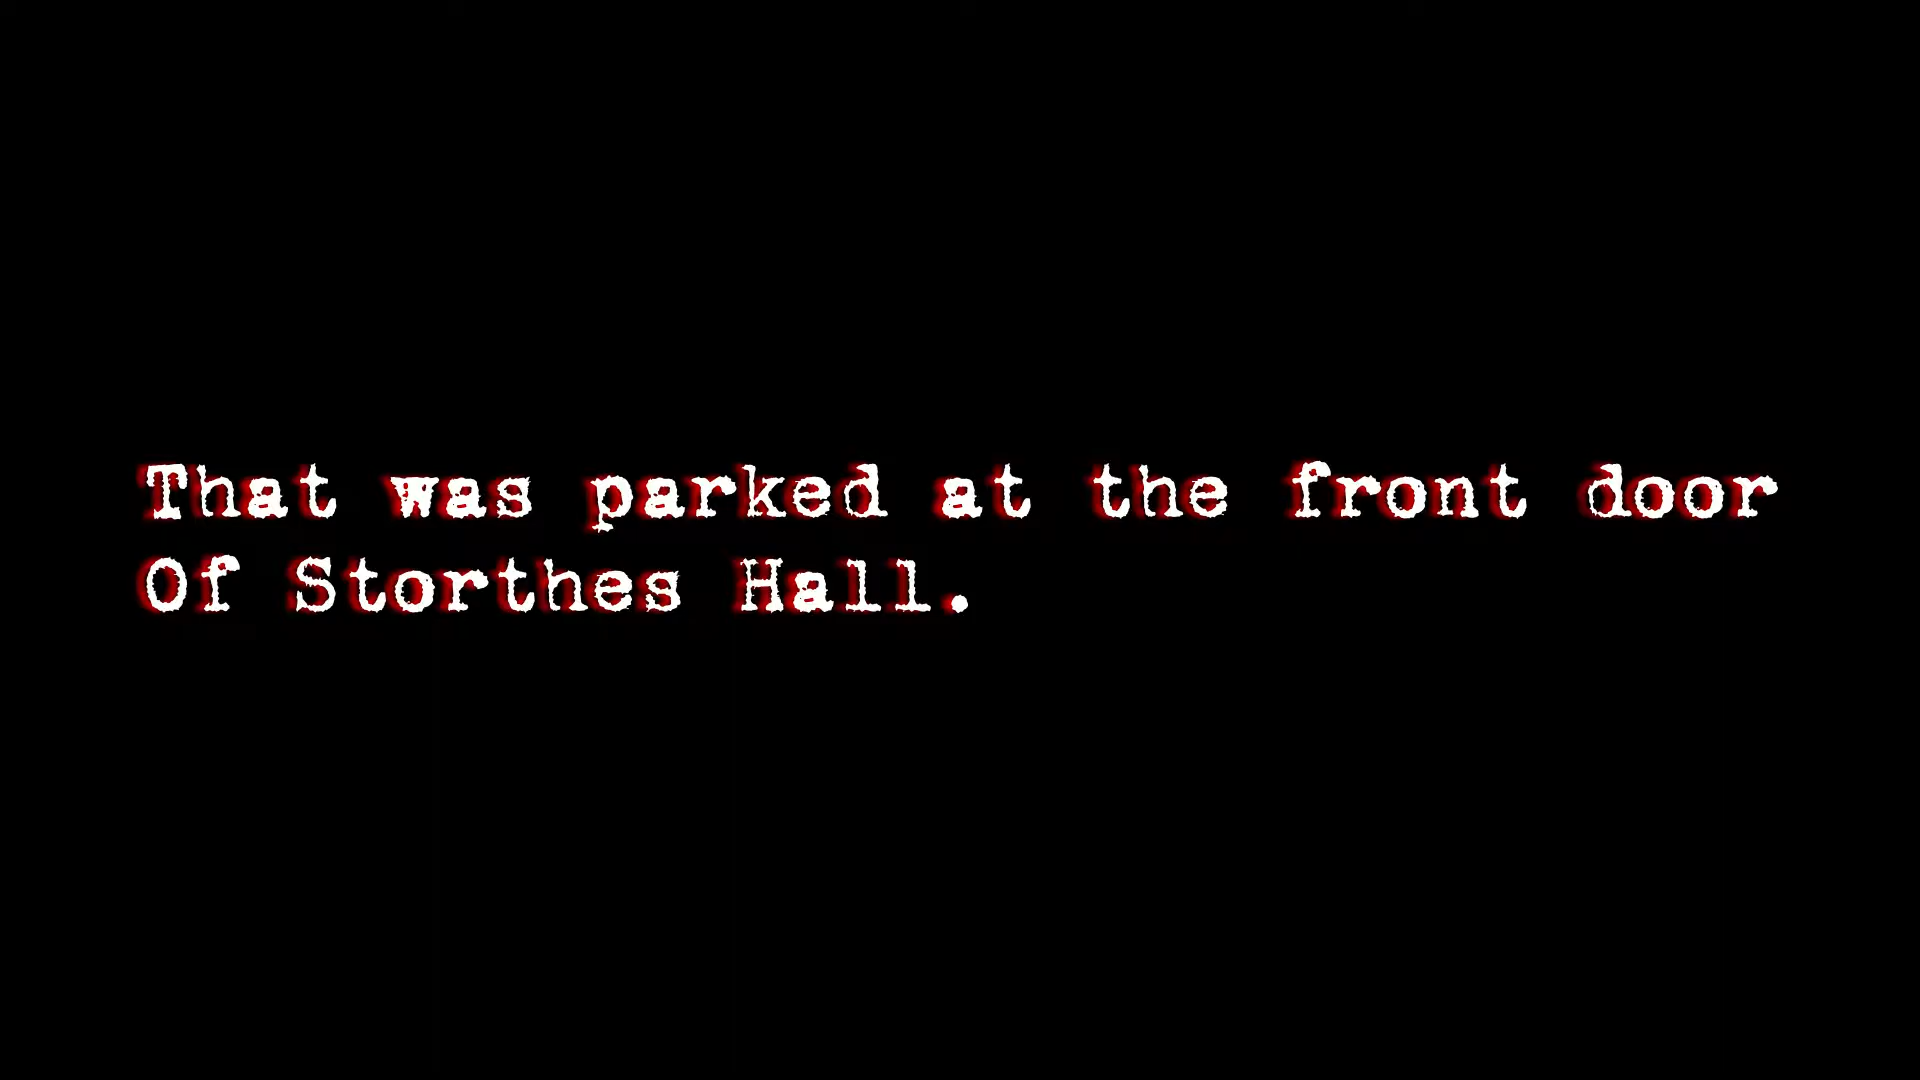 That was parked at the front door
Of Storthes Hall.